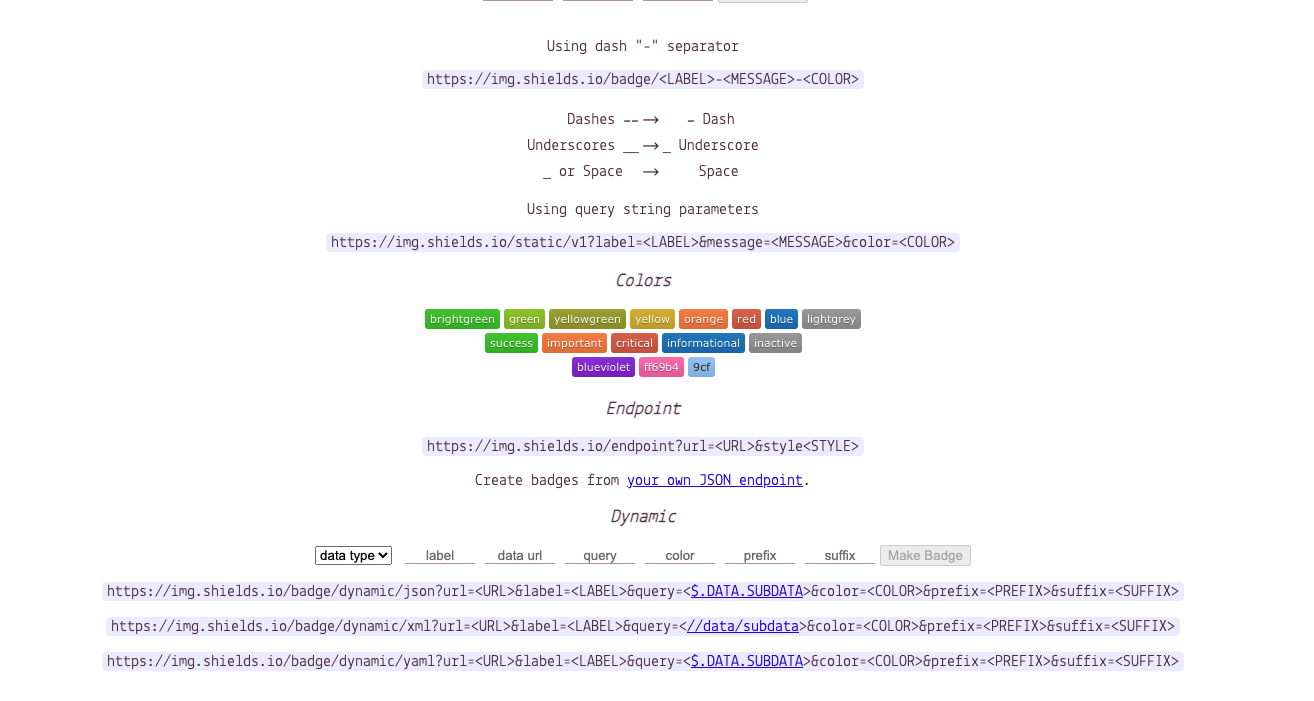 Using dash "-" separator
https://img.shields.io/badge/<LABEL>-<MESSAGE>-<COLOR>
Dashes -- → - Dash
Underscores __ → _ Underscore
_ or Space → Space
Using query string parameters
https://img.shields.io/static/v1?label=<LABEL>&message=<MESSAGE>&color=<COLOR>
Colors
brightgreen green yellowgreen yellow orange red blue lightgrey
success important critical informational inactive
blueviolet ff69b4 9cf
Endpoint
https://img.shields.io/endpoint?url=<URL>&style<STYLE>
Create badges from your own JSON endpoint.
Dynamic
data type label data url query color prefix suffix Make Badge
https://img.shields.io/badge/dynamic/json?url=<URL>&label=<LABEL>&query=<$.DATA.SUBDATA>&color=<COLOR>&prefix=<PREFIX>&suffix=<SUFFIX>
https://img.shields.io/badge/dynamic/xml?url=<URL>&label=<LABEL>&query=<//data/subdata>&color=<COLOR>&prefix=<PREFIX>&suffix=<SUFFIX>
https://img.shields.io/badge/dynamic/yaml?url=<URL>&label=<LABEL>&query=<$.DATA.SUBDATA>&color=<COLOR>&prefix=<PREFIX>&suffix=<SUFFIX>